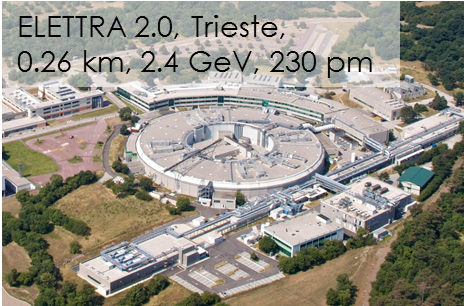 ELETTRA 2.0, Trieste,
0.26 km, 2.4 GeV, 230 pm